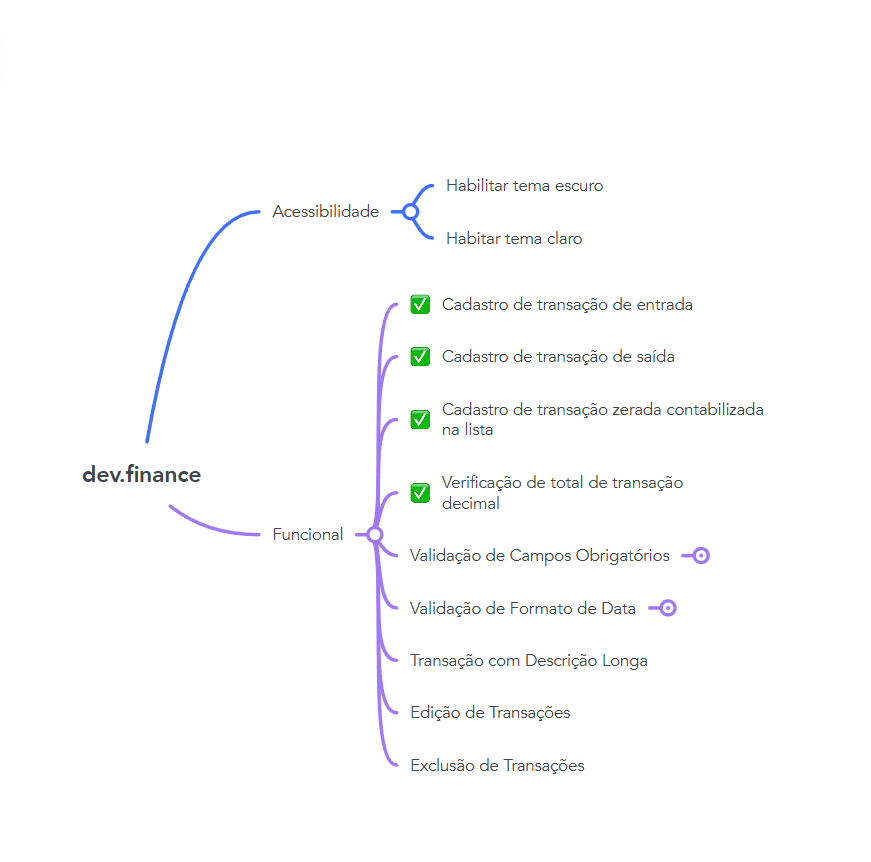 Habilitar tema escuro
Acessibilidade
Habitar tema claro
✅ Cadastro de transação de entrada
✅ Cadastro de transação de saída
✅ Cadastro de transação zerada contabilizada
na lista
dev.finance
✅ Verificação de total de transação
decimal
Funcional
Validação de Campos Obrigatórios
Validação de Formato de Data
Transação com Descrição Longa
Edição de Transações
Exclusão de Transações